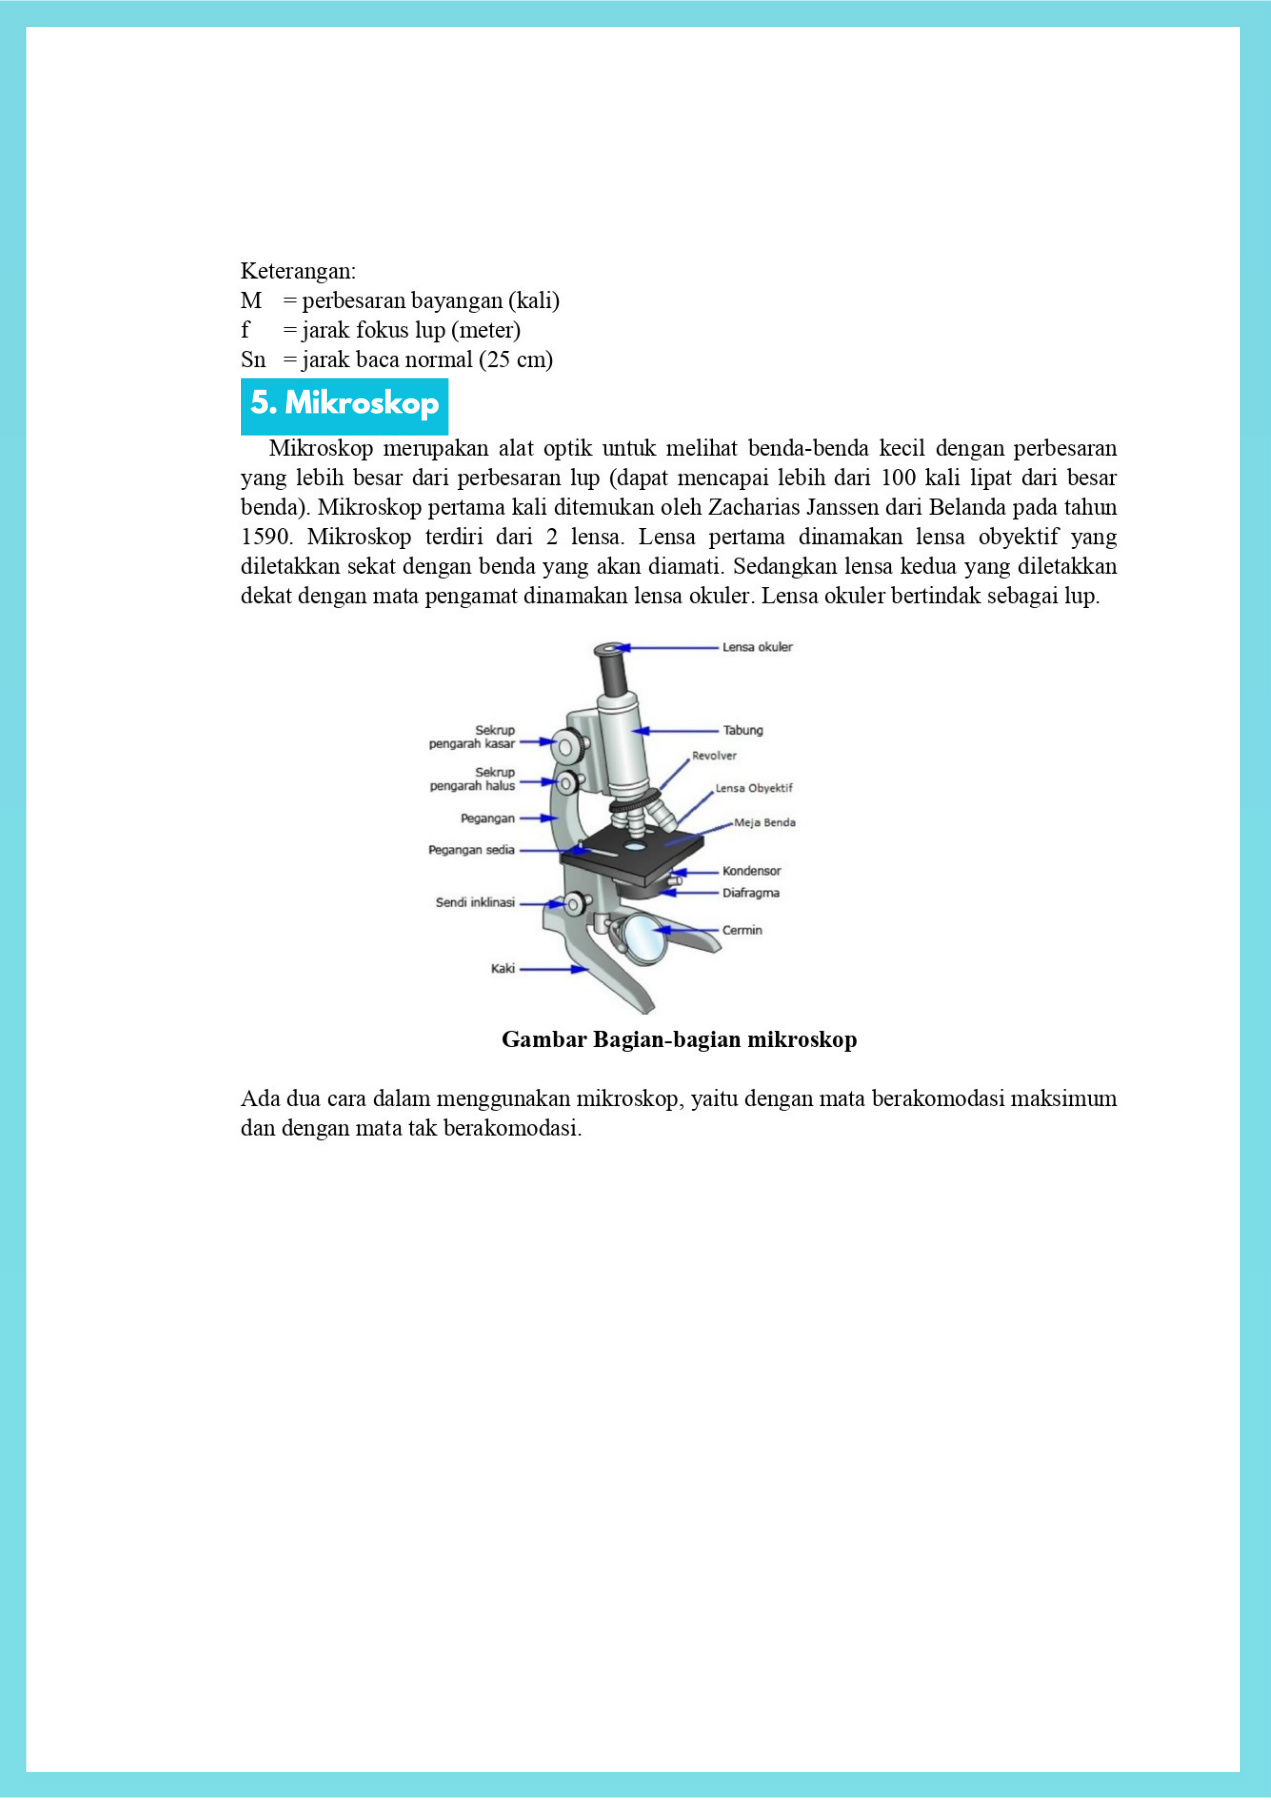 Keterangan:
M = perbesaran bayangan (kali)
f = jarak fokus lup (meter)
Sn = jarak baca normal (25 cm)
5. Mikroskop
Mikroskop merupakan alat optik untuk melihat benda-benda kecil dengan perbesaran
yang lebih besar dari perbesaran lup (dapat mencapai lebih dari 100 kali lipat dari besar
benda). Mikroskop pertama kali ditemukan oleh Zacharias Janssen dari Belanda pada tahun
1590. Mikroskop terdiri dari 2 lensa. Lensa pertama dinamakan lensa obyektif yang
diletakkan sekat dengan benda yang akan diamati. Sedangkan lensa kedua yang diletakkan
dekat dengan mata pengamat dinamakan lensa okuler. Lensa okuler bertindak sebagai lup.
Lensa okuler
Sekrup
pengarah kasar
Tabung
Revolver
Sekrup
pengarah halus
Lensa Obyektif
Pegangan
Meja Benda
Pegangan sedia
Kondensor
Diafragma
Sendi inklinasi
Cermin
Kaki
Gambar Bagian-bagian mikroskop
Ada dua cara dalam menggunakan mikroskop, yaitu dengan mata berakomodasi maksimum
dan dengan mata tak berakomodasi.